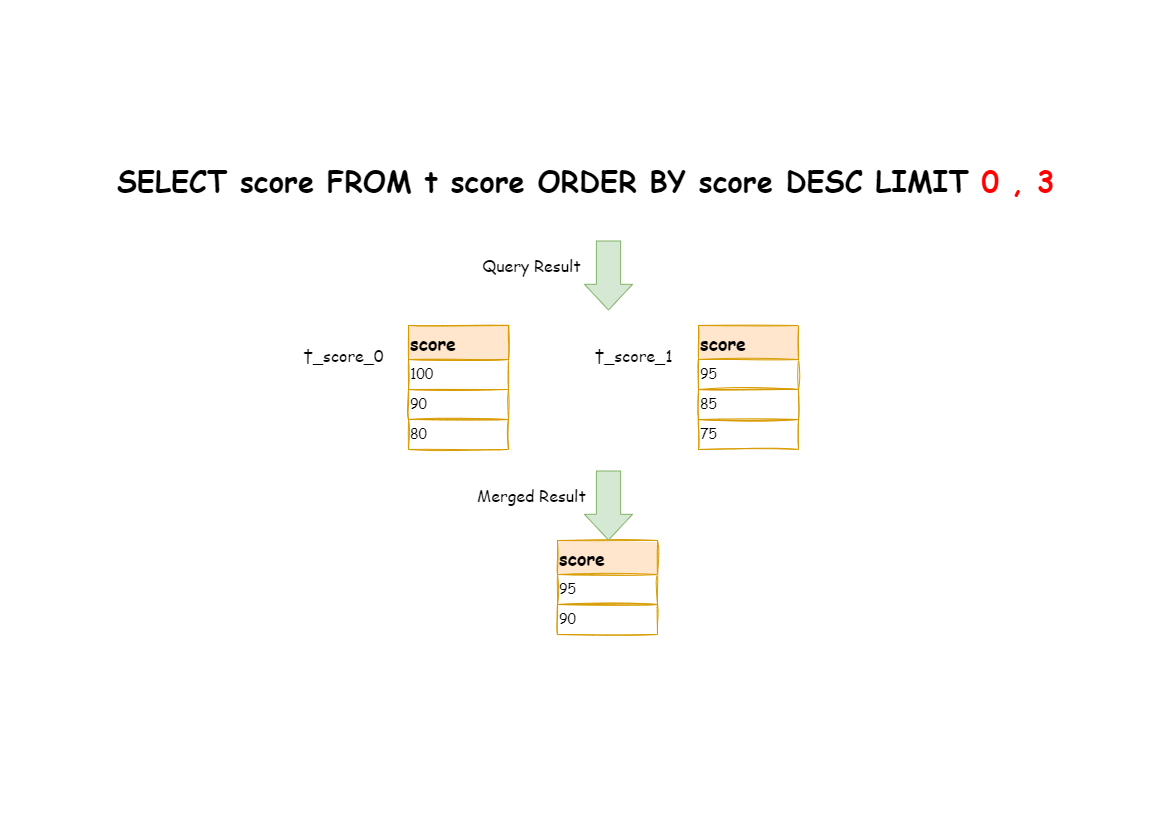 SELECT score FROM t score ORDER BY score DESC LIMIT 0 , 3
Query Result
t_score_0
score
100
90
80
t_score_1
score
95
85
75
Merged Result
score
95
90